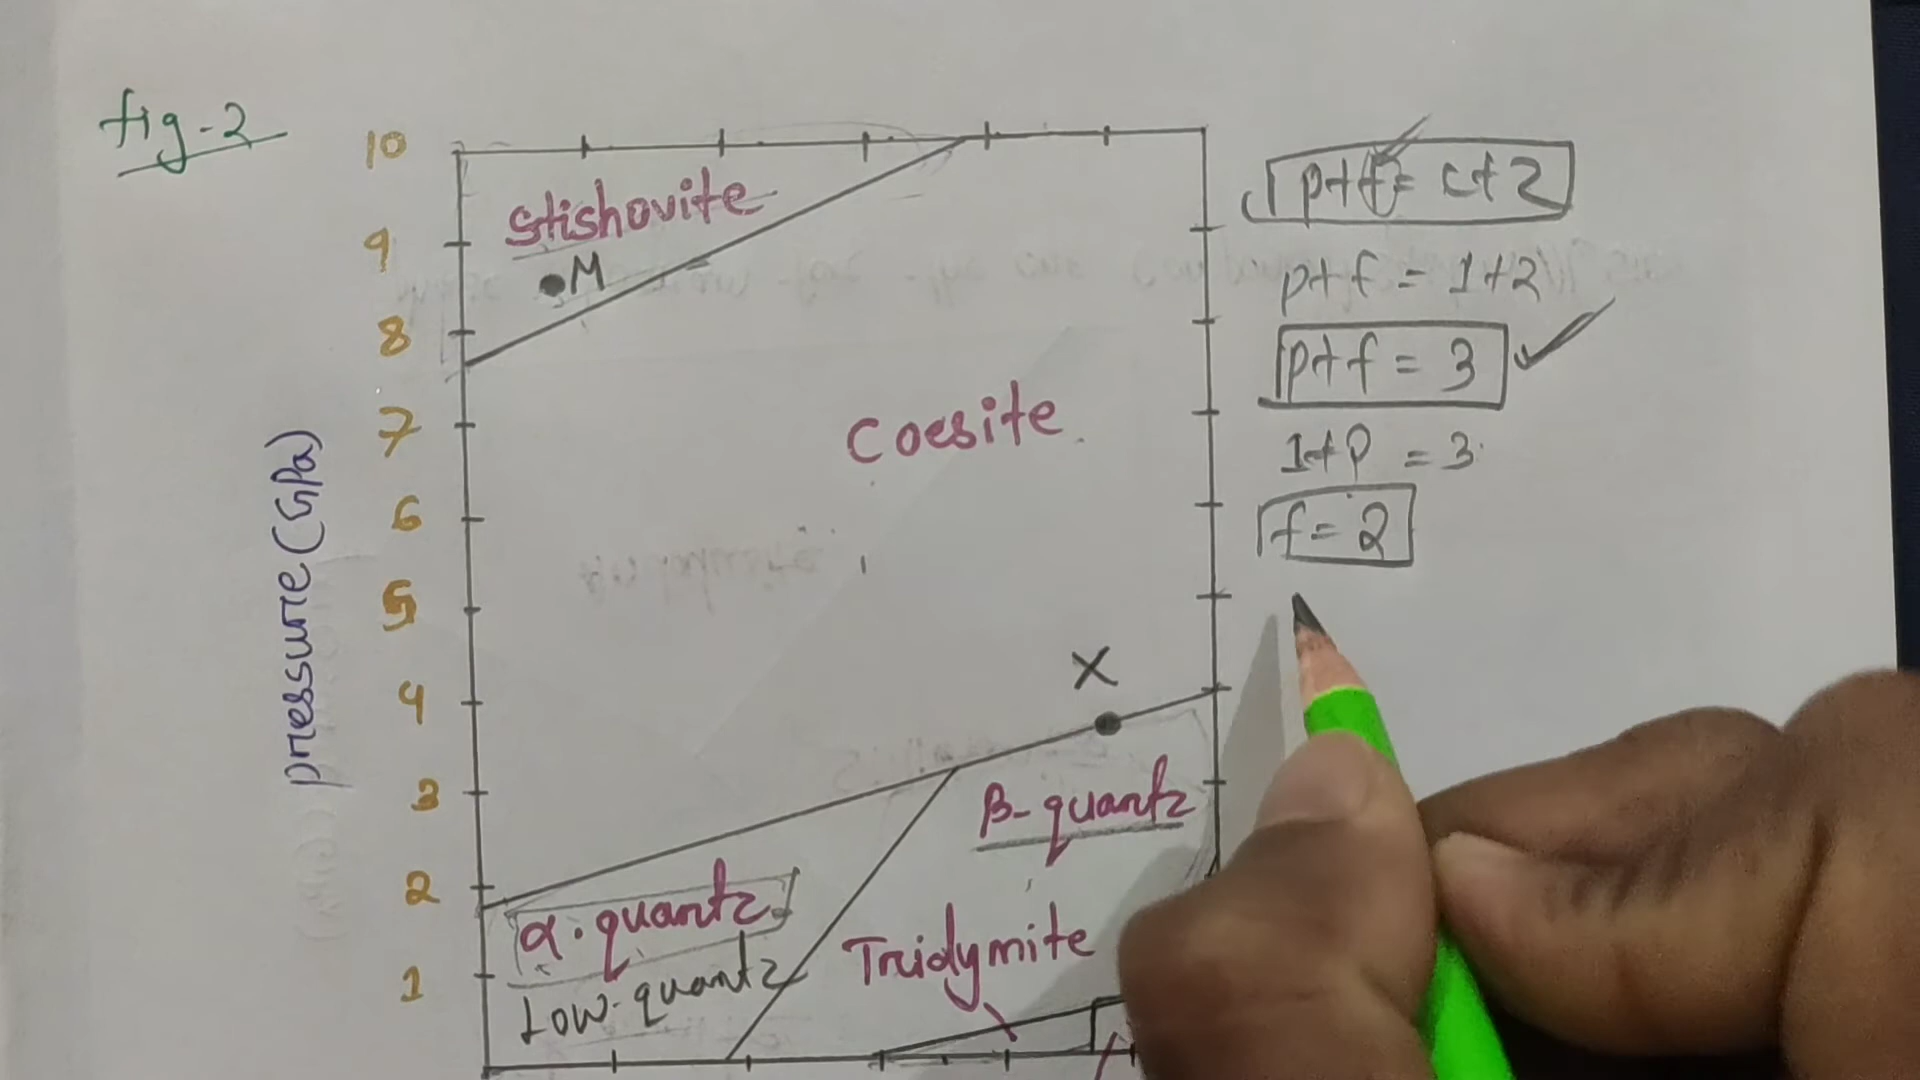 fig-2
10
9
8
7
6
5
4
3
2
1
pressure (GPa)
Stishovite
M
Coesite
X
β-quartz
α-quartz
Low-quartz
Tridymite
p+f = c+2
p+f = 1+2
p+f = 3
1+p = 3
f = 2